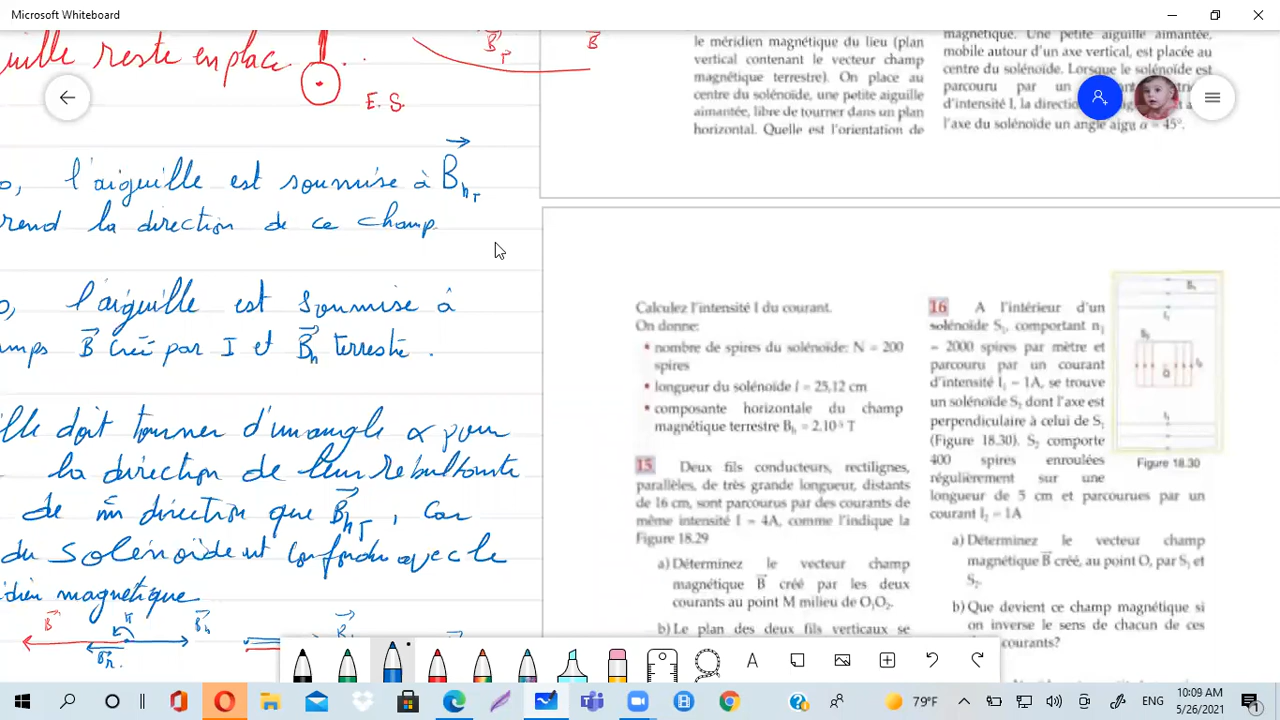 Microsoft Whiteboard
uille reste en place.
E. S.
B T
B
o, l'aiguille est soumise à B h T
rend la direction de ce champ
o, l'aiguille est soumise à
amps B créé par I et B h terrestre.
ille doit tourner d'un angle α pour
la direction de leur résultante
de m̄ direction que B h T, Car
du solénoïde est confondu avec le
idien magnétique
B
π
B h
B h
le méridien magnétique du lieu (plan
vertical contenant le vecteur champ
magnétique terrestre). On place au
centre du solénoïde, une petite aiguille
aimantée, libre de tourner dans un plan
horizontal. Quelle est l'orientation de
magnétique. Une petite aiguille aimantée,
mobile autour d'un axe vertical, est placée au
centre du solénoïde. Lorsque le solénoïde est
parcouru par un
d'intensité I, la direction
l'axe du solénoïde un angle aigu α = 45°.
Calculez l'intensité I du courant.
On donne:
• nombre de spires du solénoïde: N = 200
spires
• longueur du solénoïde l = 25,12 cm
• composante horizontale du champ
magnétique terrestre Bh = 2.10-5 T
15 Deux fils conducteurs, rectilignes,
parallèles, de très grande longueur, distants
de 16 cm, sont parcourus par des courants de
même intensité I = 4A, comme l'indique la
Figure 18.29
a) Déterminez le vecteur champ
magnétique B créé par les deux
courants au point M milieu de O1O2.
b) Le plan des deux fils verticaux se
16 A l'intérieur d'un
solénoïde S1, comportant n1
= 2000 spires par mètre et
parcouru par un courant
d'intensité I1 = 1A, se trouve
un solénoïde S2 dont l'axe est
perpendiculaire à celui de S1
(Figure 18.30). S2 comporte
400 spires enroulées
régulièrement sur une
longueur de 5 cm et parcourues par un
courant I2 = 1A
Figure 18.30
a) Déterminez le vecteur champ
magnétique B créé, au point O, par S1 et
S2.
b) Que devient ce champ magnétique si
on inverse le sens de chacun de ces
courants?
A
79°F
ENG
10:09 AM
5/26/2021